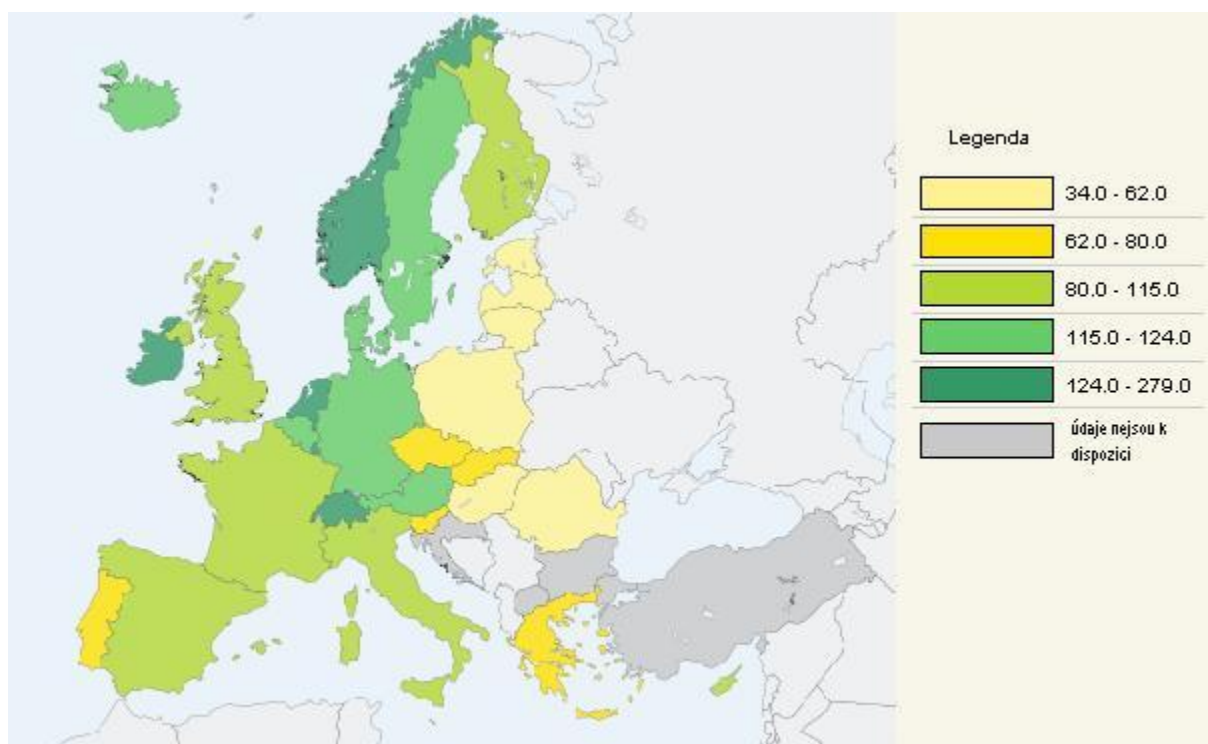 Legenda
34.0 - 62.0
62.0 - 80.0
80.0 - 115.0
115.0 - 124.0
124.0 - 279.0
údaje nejsou k
dispozici